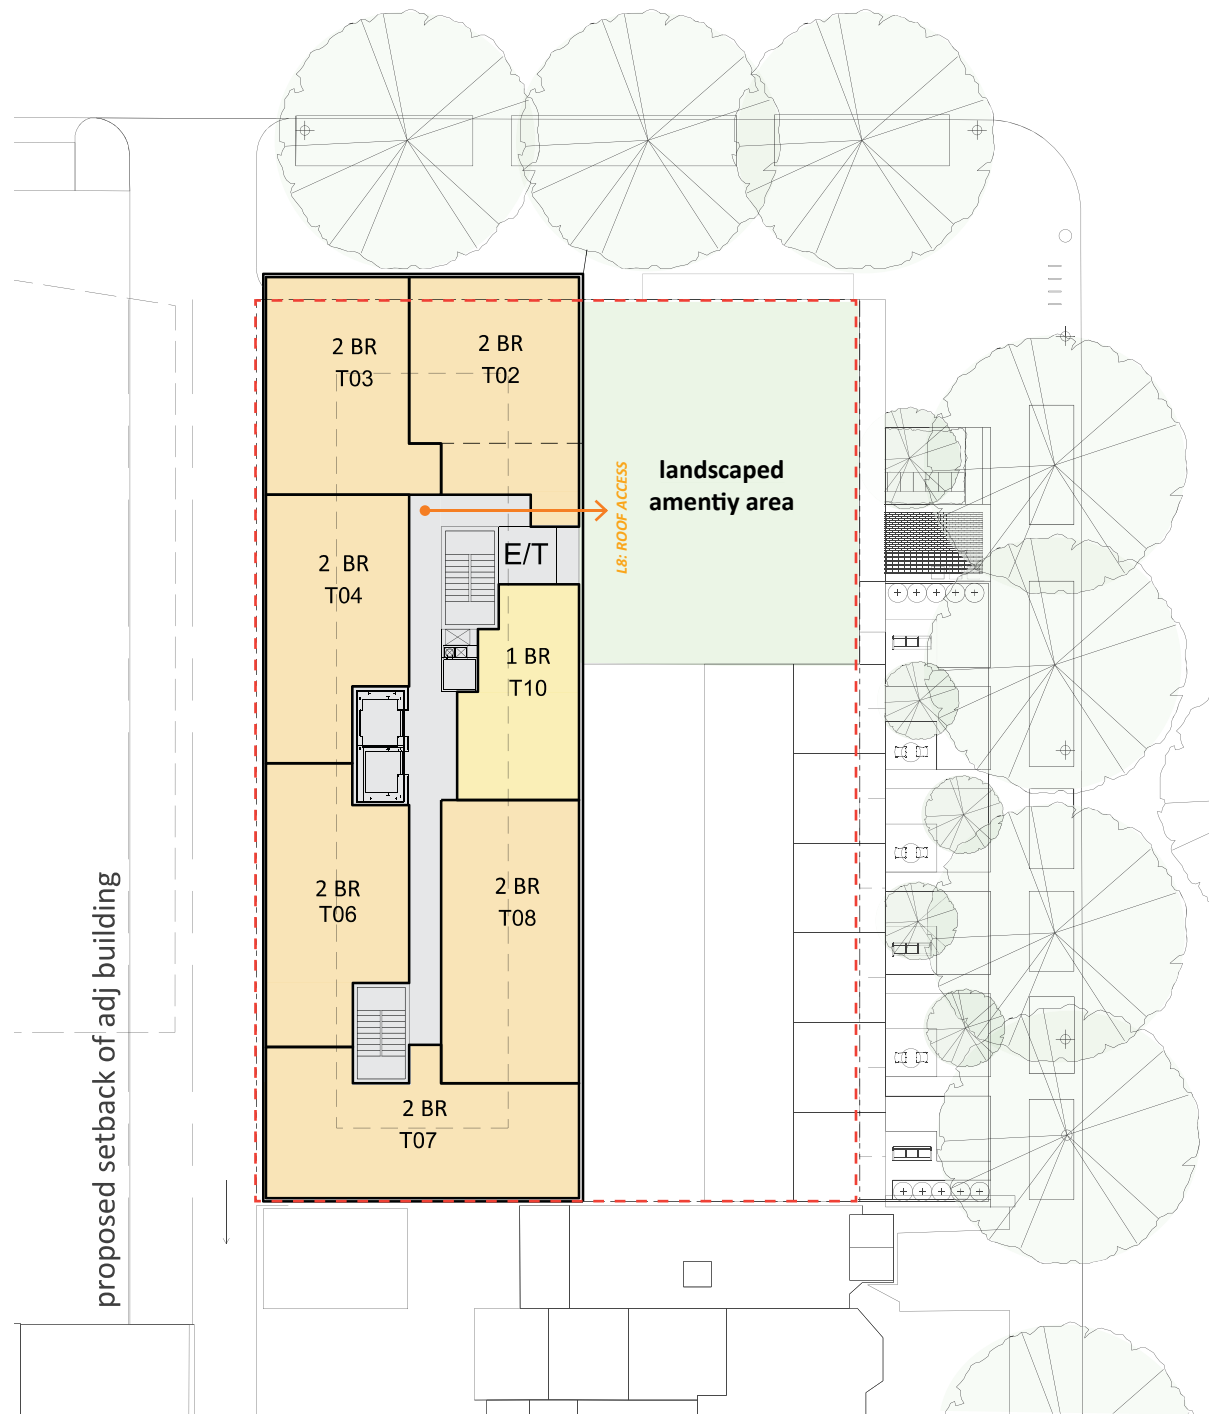 2 BR
T03
2 BR
T02
landscaped
amentiy area
L8: ROOF ACCESS
E/T
2 BR
T04
1 BR
T10
2 BR
T06
2 BR
T08
2 BR
T07
proposed setback of adj building